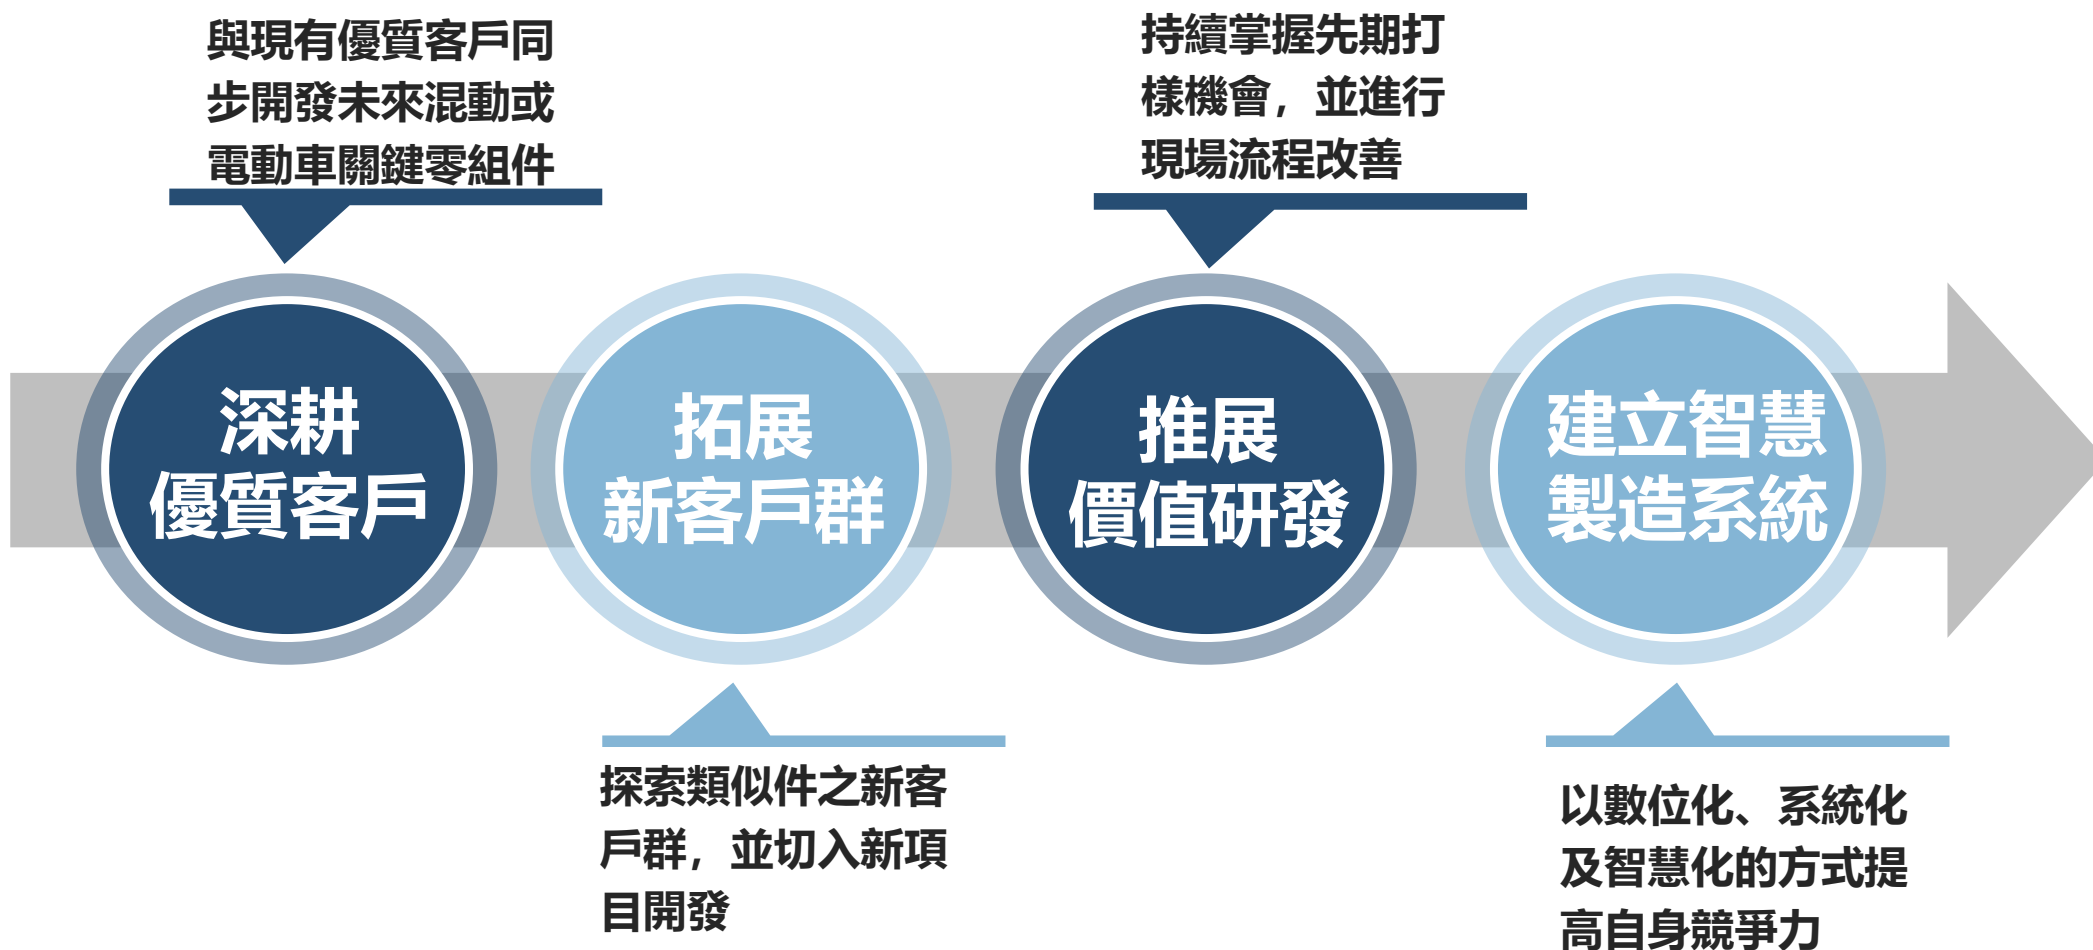 與現有優質客戶同
步開發未來混動或
電動車關鍵零組件
深耕
優質客戶
拓展
新客戶群
探索類似件之新客
戶群，並切入新項
目開發
持續掌握先期打
樣機會，並進行
現場流程改善
推展
價值研發
建立智慧
製造系統
以數位化、系統化
及智慧化的方式提
高自身競爭力